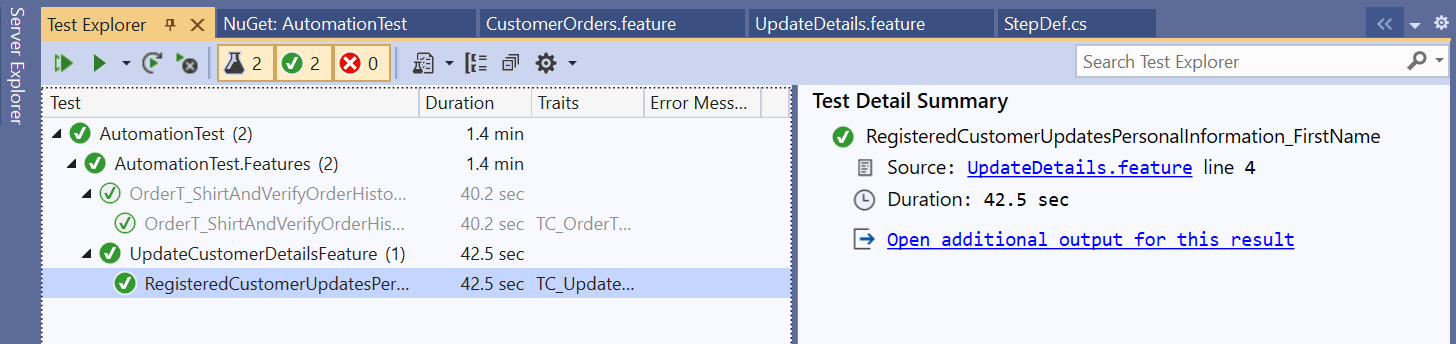 Server Explorer
Test Explorer NuGet: AutomationTest CustomerOrders.feature UpdateDetails.feature StepDef.cs
2 2 0 Search Test Explorer
Test Duration Traits Error Mess...
AutomationTest (2) 1.4 min
AutomationTest.Features (2) 1.4 min
OrderT_ShirtAndVerifyOrderHisto... 40.2 sec
OrderT_ShirtAndVerifyOrderHis... 40.2 sec TC_OrderT...
UpdateCustomerDetailsFeature (1) 42.5 sec
RegisteredCustomerUpdatesPer... 42.5 sec TC_Update...
Test Detail Summary
RegisteredCustomerUpdatesPersonalInformation_FirstName
Source: UpdateDetails.feature line 4
Duration: 42.5 sec
Open additional output for this result